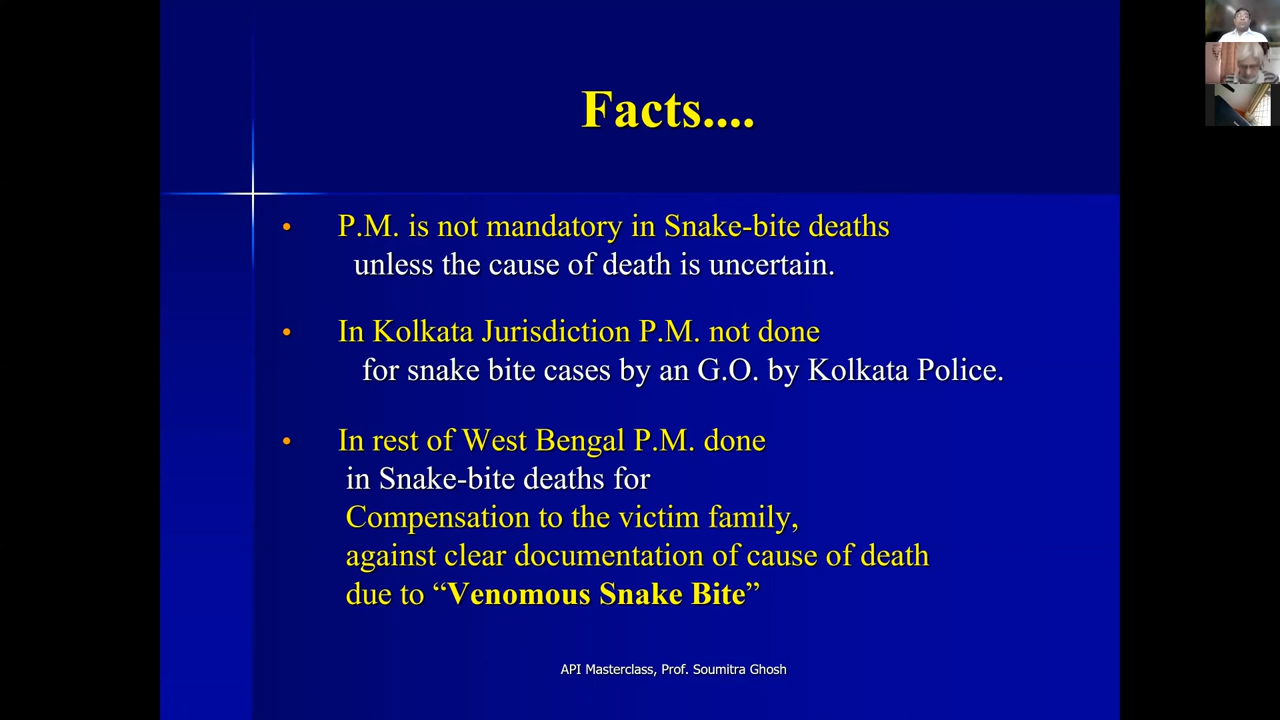 Facts....
• P.M. is not mandatory in Snake-bite deaths
unless the cause of death is uncertain.
• In Kolkata Jurisdiction P.M. not done
for snake bite cases by an G.O. by Kolkata Police.
• In rest of West Bengal P.M. done
in Snake-bite deaths for
Compensation to the victim family,
against clear documentation of cause of death
due to “Venomous Snake Bite”
API Masterclass, Prof. Soumitra Ghosh